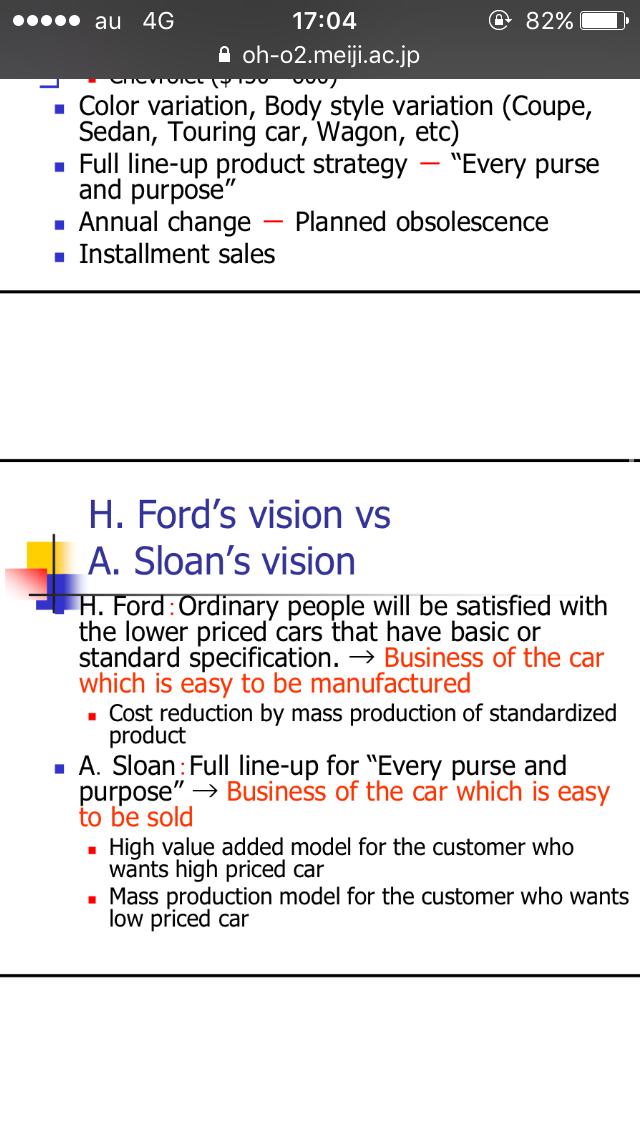 au 4G 17:04 82%
oh-o2.meiji.ac.jp
■ Color variation, Body style variation (Coupe,
Sedan, Touring car, Wagon, etc)
■ Full line-up product strategy － “Every purse
and purpose”
■ Annual change － Planned obsolescence
■ Installment sales
H. Ford’s vision vs
A. Sloan’s vision
H. Ford：Ordinary people will be satisfied with
the lower priced cars that have basic or
standard specification. → Business of the car
which is easy to be manufactured
■ Cost reduction by mass production of standardized
product
■ A. Sloan：Full line-up for “Every purse and
purpose” → Business of the car which is easy
to be sold
■ High value added model for the customer who
wants high priced car
■ Mass production model for the customer who wants
low priced car